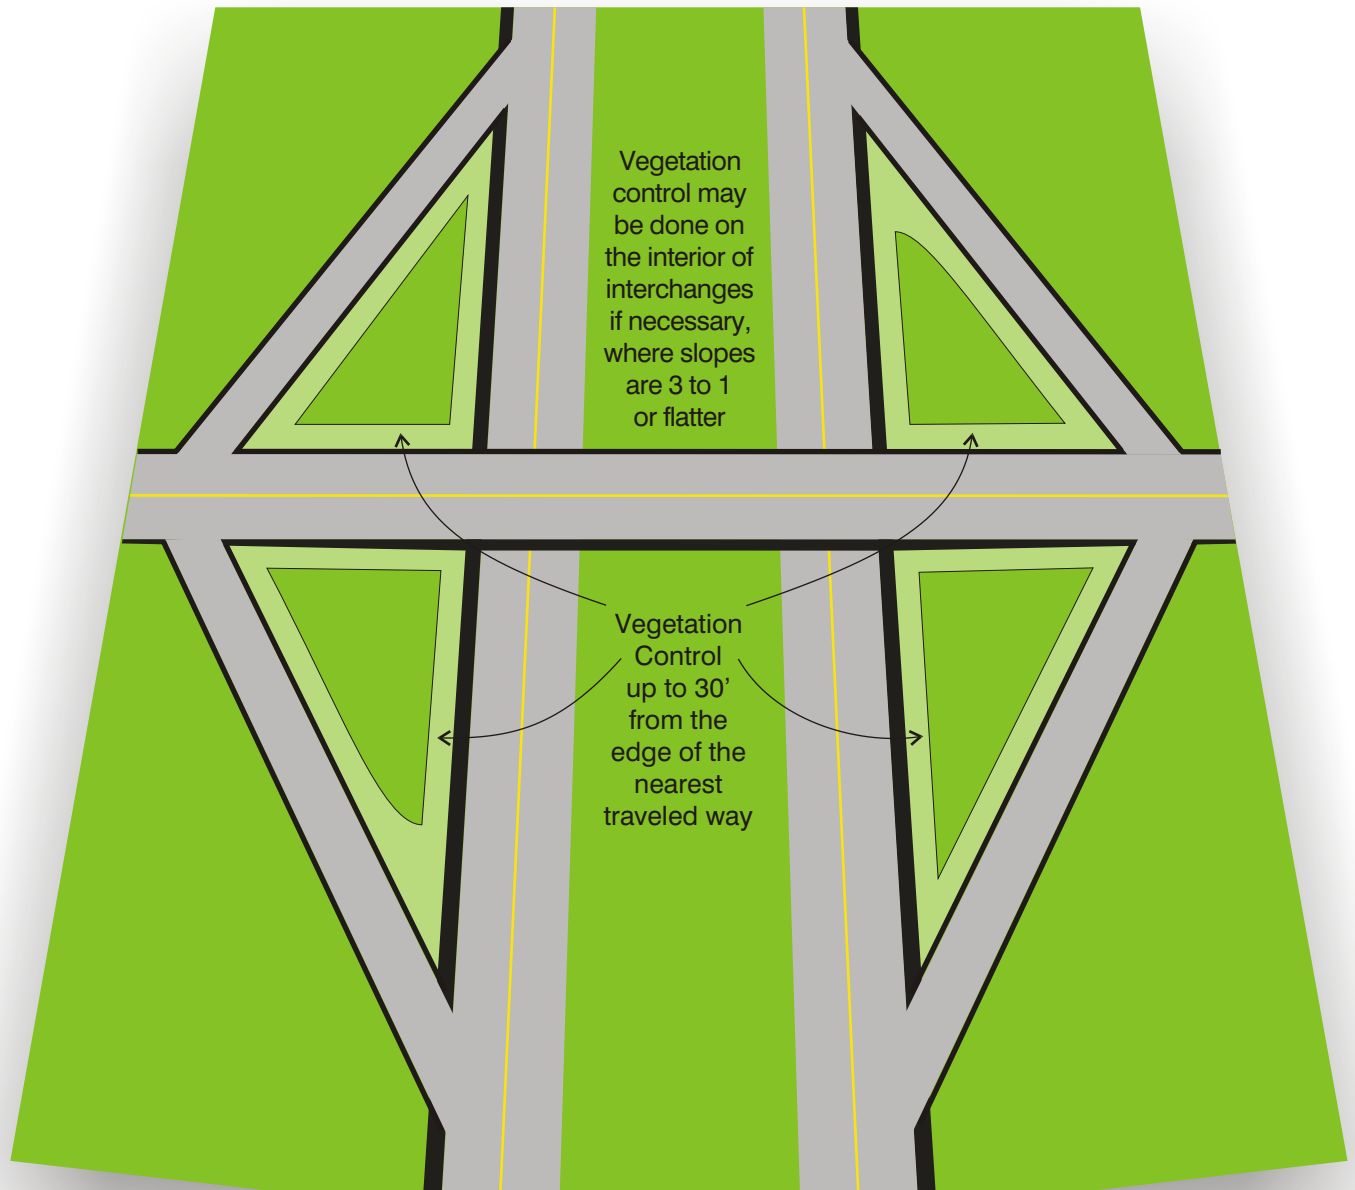 Vegetation
control may
be done on
the interior of
interchanges
if necessary,
where slopes
are 3 to 1
or flatter
Vegetation
Control
up to 30’
from the
edge of the
nearest
traveled way